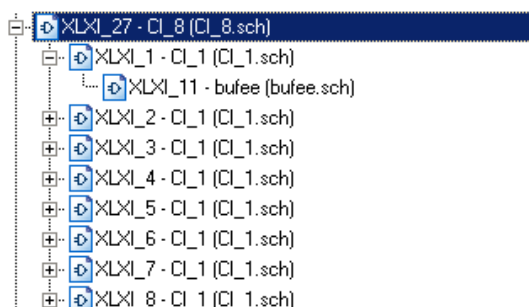 XLXI_27 - CI_8 (CI_8.sch)
XLXI_1 - CI_1 (CI_1.sch)
XLXI_11 - bufee (bufee.sch)
XLXI_2 - CI_1 (CI_1.sch)
XLXI_3 - CI_1 (CI_1.sch)
XLXI_4 - CI_1 (CI_1.sch)
XLXI_5 - CI_1 (CI_1.sch)
XLXI_6 - CI_1 (CI_1.sch)
XLXI_7 - CI_1 (CI_1.sch)
XLXI_8 - CI_1 (CI_1.sch)